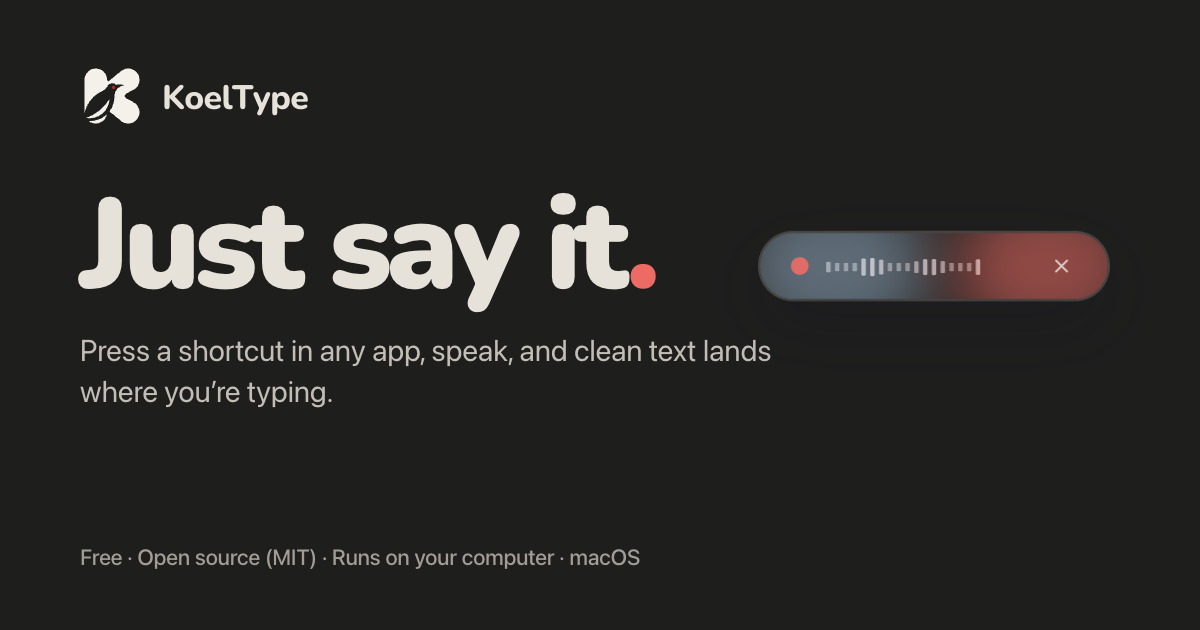 KoelType
Just say it.
Press a shortcut in any app, speak, and clean text lands
where you’re typing.
Free · Open source (MIT) · Runs on your computer · macOS